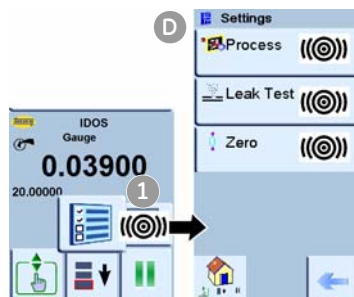 D
Settings
Process
Leak Test
Zero
IDOS
Gauge
0.03900
20.00000
1